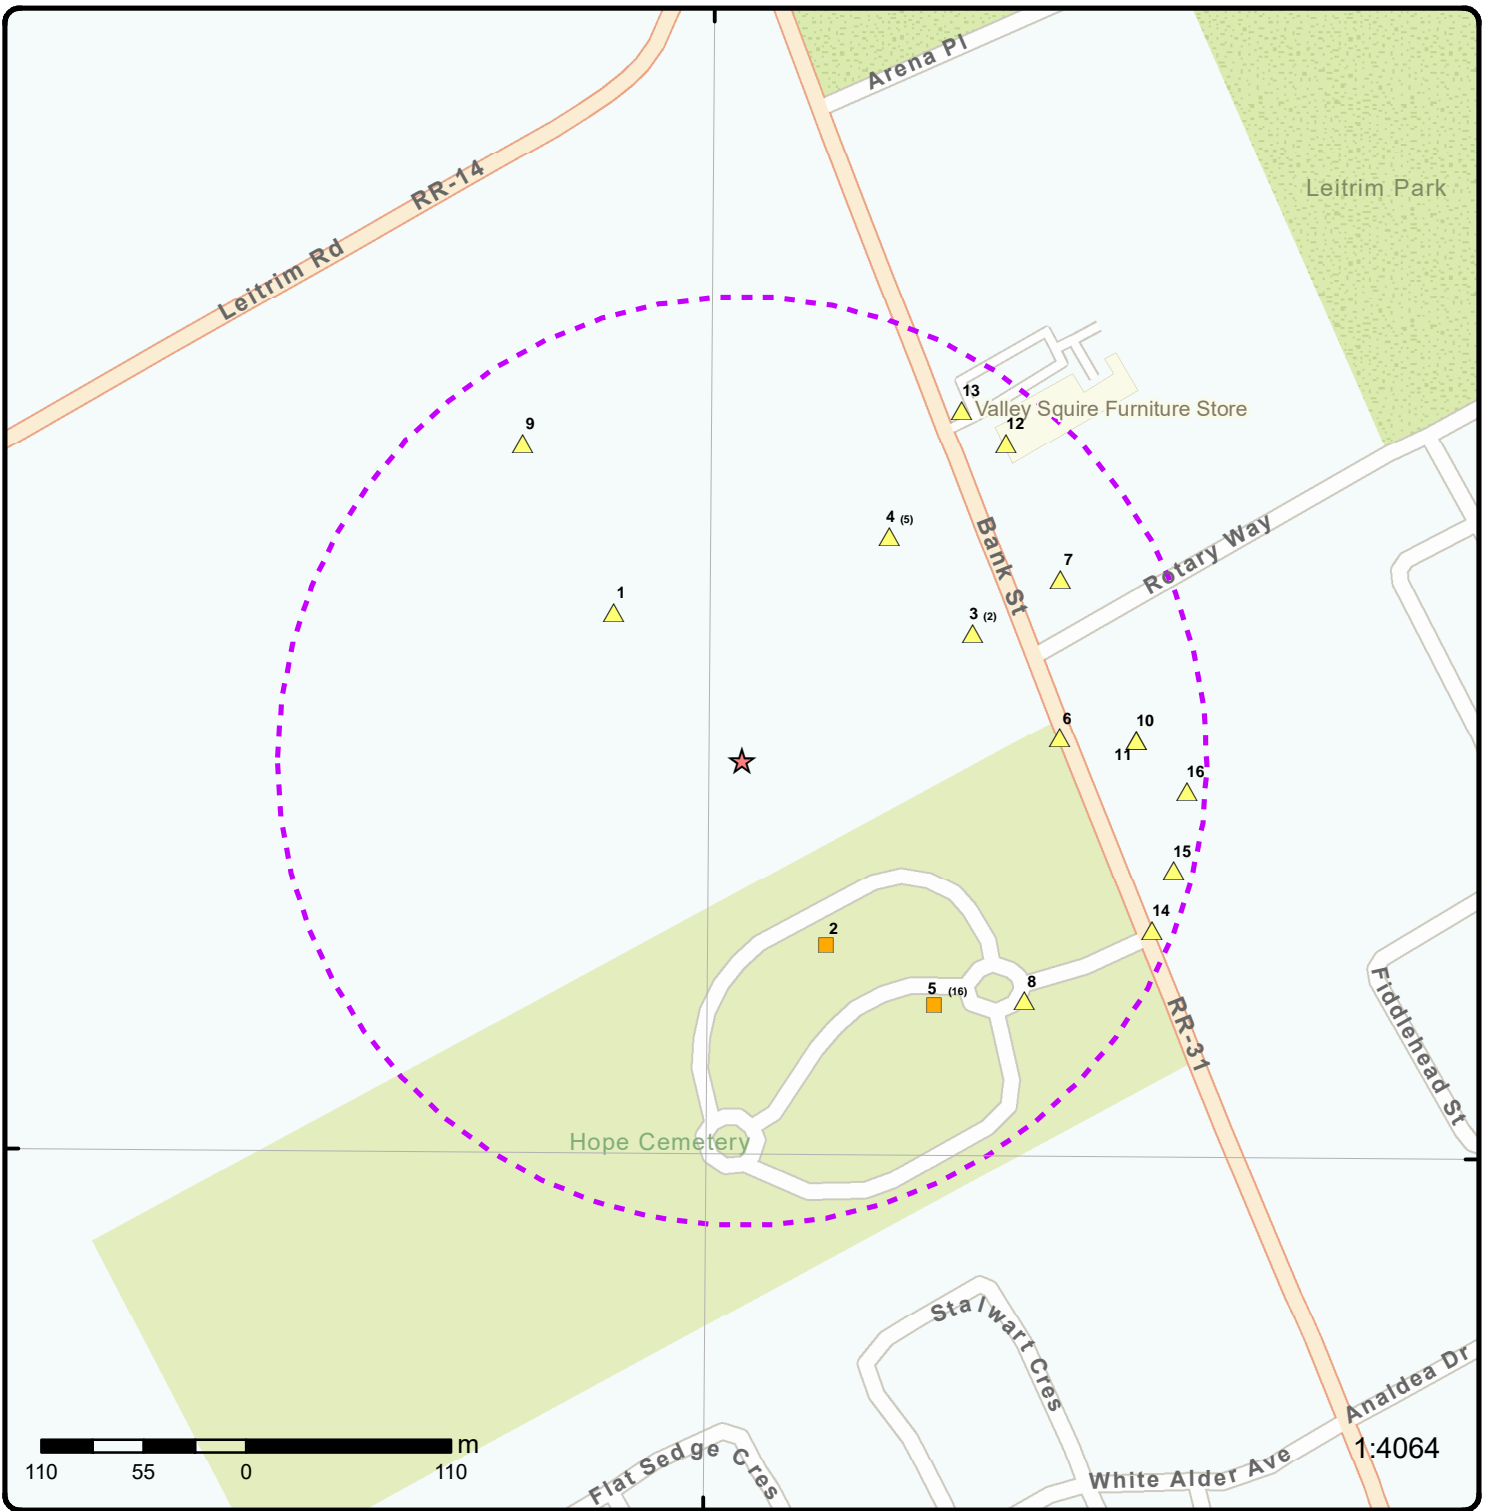 Arena Pl
RR-14
Leitrim Park
Leitrim Rd
13
Valley Squire Furniture Store
9
12
4 (5)
Bank St
Rotary Way
7
1
3 (2)
6
10
11
16
15
14
2
8
5 (16)
Fiddlehead St
RR-31
Hope Cemetery
Stalwart Cres
Analdea Dr
m
1:4064
110 55 0 110
Flat Sedge Cres
White Alder Ave